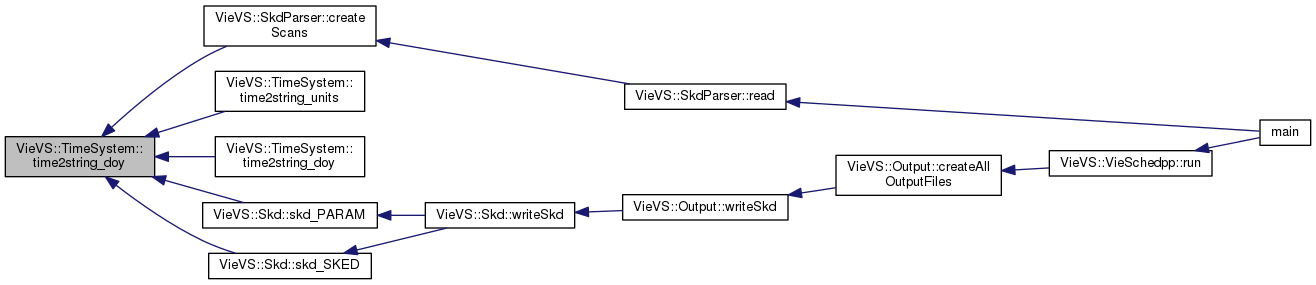 VieVS::SkdParser::create
Scans
VieVS::TimeSystem::
time2string_units
VieVS::SkdParser::read
main
VieVS::TimeSystem::
time2string_doy
VieVS::TimeSystem::
time2string_doy
VieVS::Output::createAll
OutputFiles
VieVS::VieSchedpp::run
VieVS::Skd::skd_PARAM
VieVS::Skd::writeSkd
VieVS::Output::writeSkd
VieVS::Skd::skd_SKED